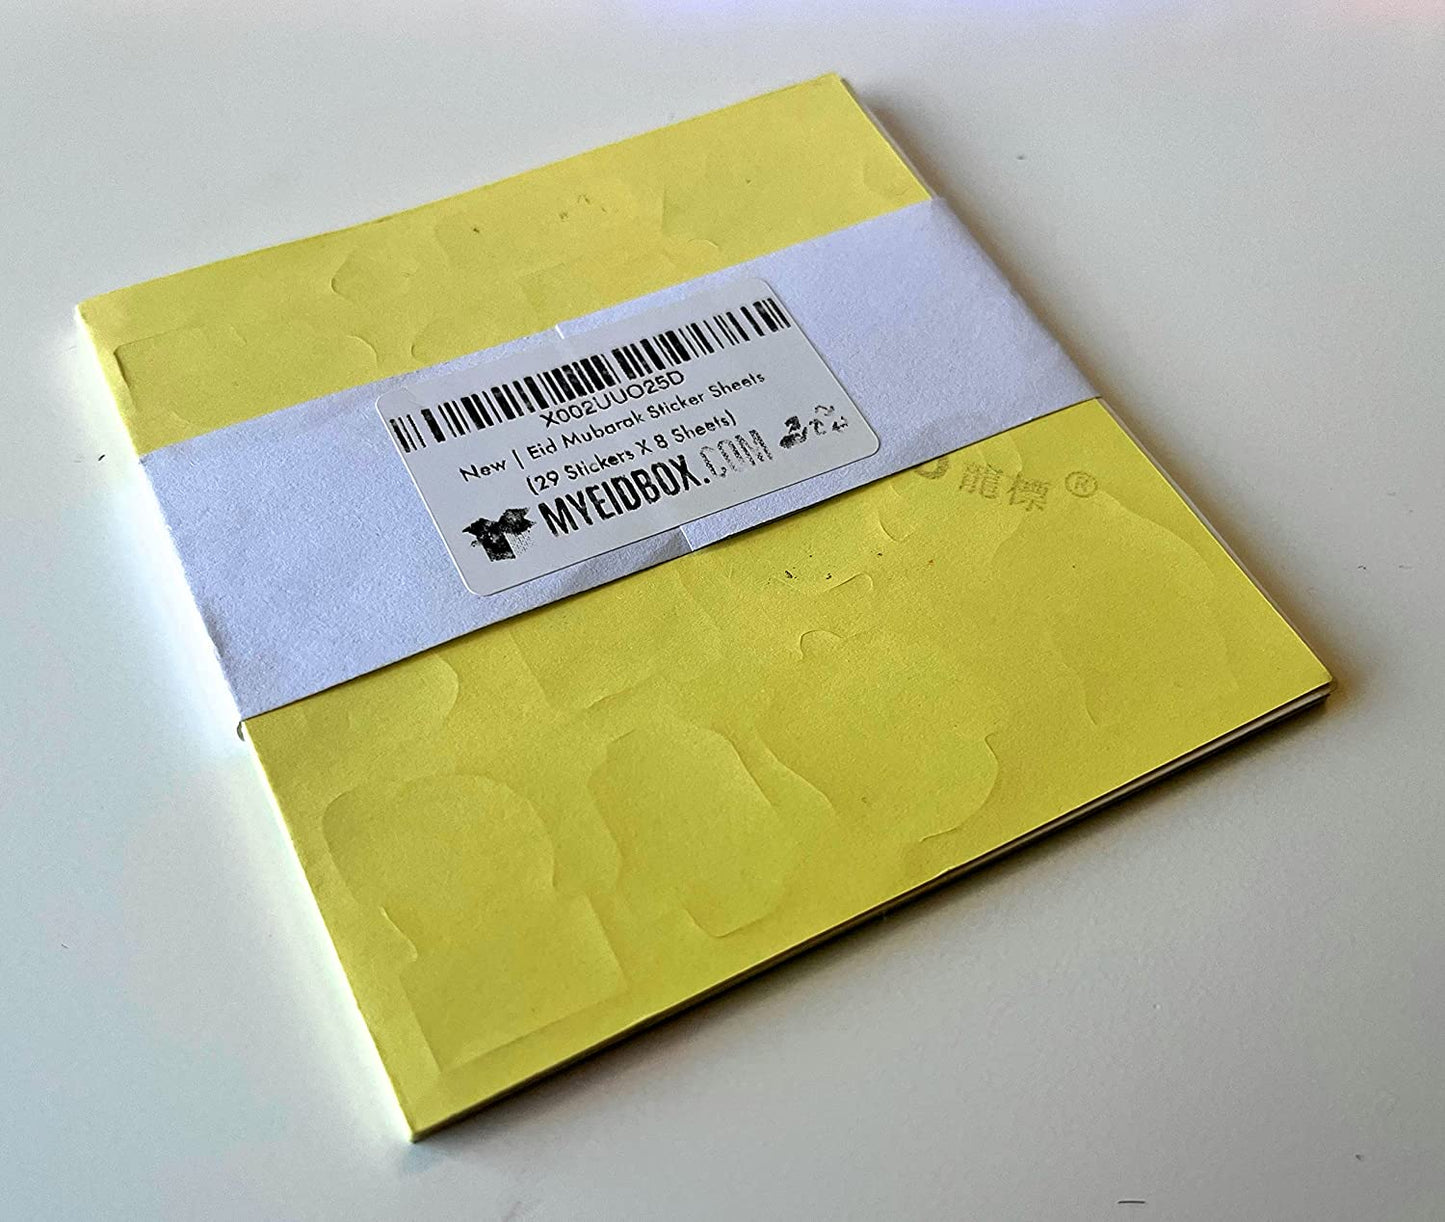 X002UUO25D
New | Eid Mubarak Sticker Sheets
(29 Stickers X 8 Sheets)
MYEIDBOX.COM
龍標 ®